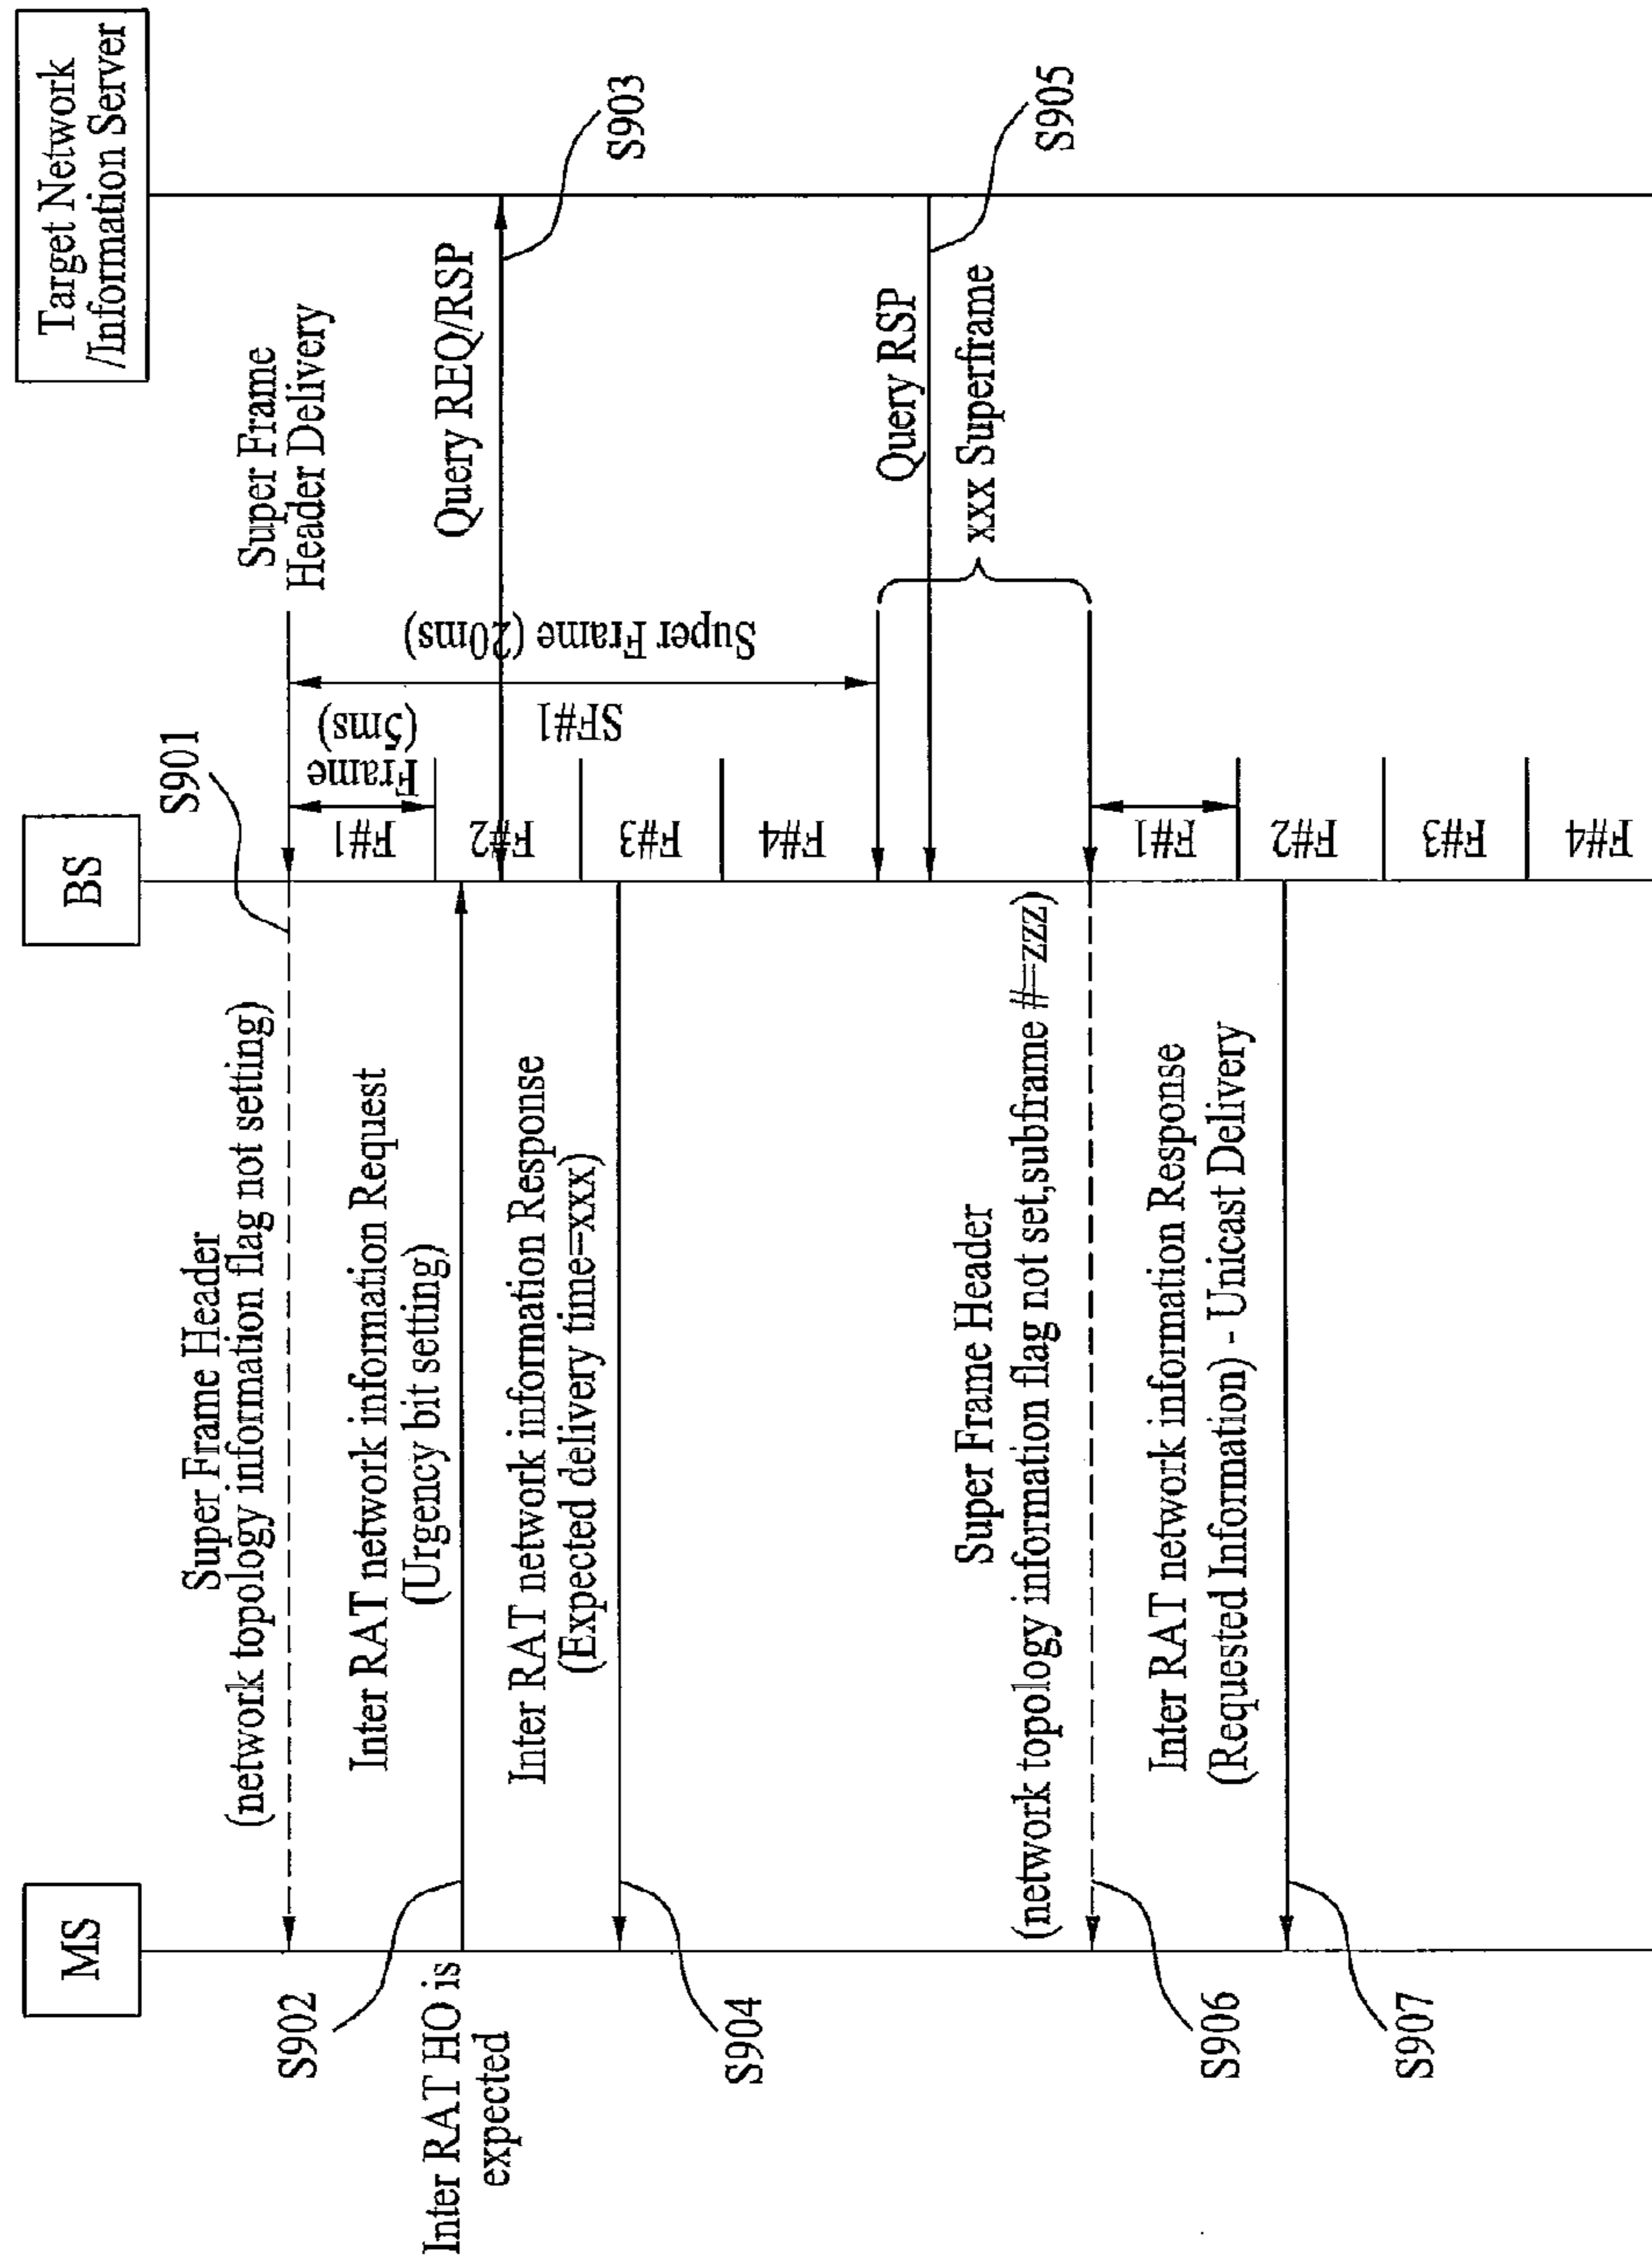 MS
BS
Target Network
/Information Server
Super Frame
Header Delivery
S901
Super Frame Header
(network topology information flag not setting)
Frame
(5ms)
F#1
Inter RAT network information Request
(Urgency bit setting)
S902
Inter RAT HO is
expected
Super Frame (20ms)
SF#1
Query REQ/RSP
S903
F#2
Inter RAT network information Response
(Expected delivery time=xxx)
S904
F#3
F#4
Query RSP
S905
xxx Superframe
Super Frame Header
(network topology information flag not set,subframe #=zzz)
S906
F#1
Inter RAT network information Response
(Requested Information) - Unicast Delivery
S907
F#2
F#3
F#4